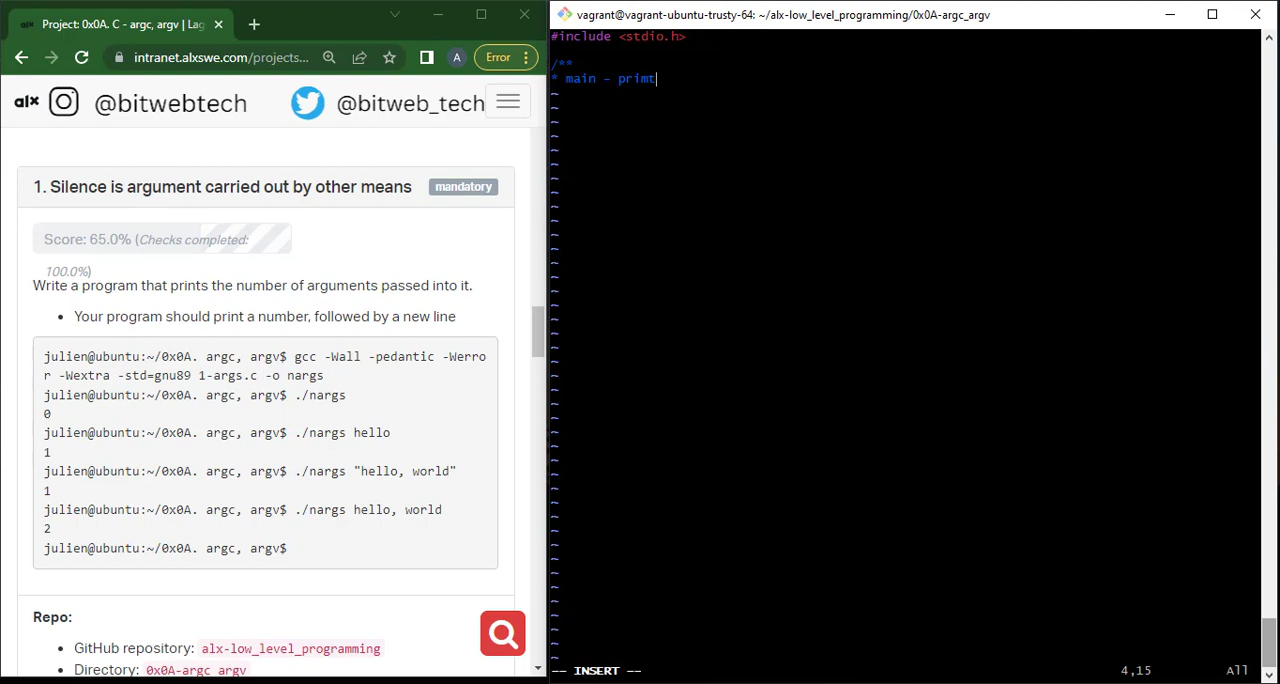 alx Project: 0x0A. C - argc, argv | Lag
intranet.alxswe.com/projects...
A
Error
alx @bitwebtech @bitweb_tech
1. Silence is argument carried out by other means mandatory
Score: 65.0% (Checks completed:
100.0%)
Write a program that prints the number of arguments passed into it.
• Your program should print a number, followed by a new line
julien@ubuntu:~/0x0A. argc, argv$ gcc -Wall -pedantic -Werro
r -Wextra -std=gnu89 1-args.c -o nargs
julien@ubuntu:~/0x0A. argc, argv$ ./nargs
0
julien@ubuntu:~/0x0A. argc, argv$ ./nargs hello
1
julien@ubuntu:~/0x0A. argc, argv$ ./nargs "hello, world"
1
julien@ubuntu:~/0x0A. argc, argv$ ./nargs hello, world
2
julien@ubuntu:~/0x0A. argc, argv$
Repo:
• GitHub repository: alx-low_level_programming
• Directory: 0x0A-argc_argv
vagrant@vagrant-ubuntu-trusty-64: ~/alx-low_level_programming/0x0A-argc_argv
#include <stdio.h>
/**
* main - primt
-- INSERT -- 4,15 All